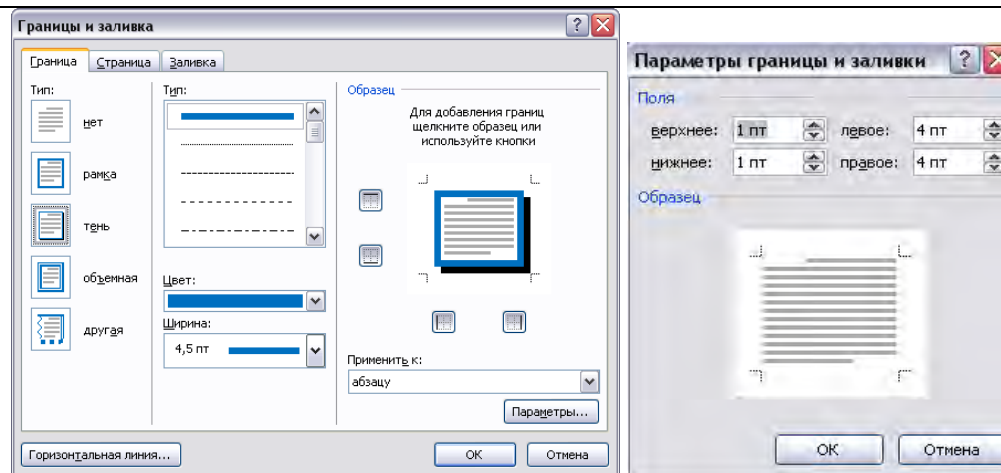 Границы и заливка
Граница Страница Заливка
Тип:
нет
рамка
тень
объемная
другая
Тип:
Цвет:
Ширина:
4,5 пт
Образец
Для добавления границ
щелкните образец или
используйте кнопки
Применить к:
абзацу
Параметры...
Горизонтальная линия...
ОК Отмена
Параметры границы и заливки
Поля
верхнее: 1 пт левое: 4 пт
нижнее: 1 пт правое: 4 пт
Образец
ОК Отмена